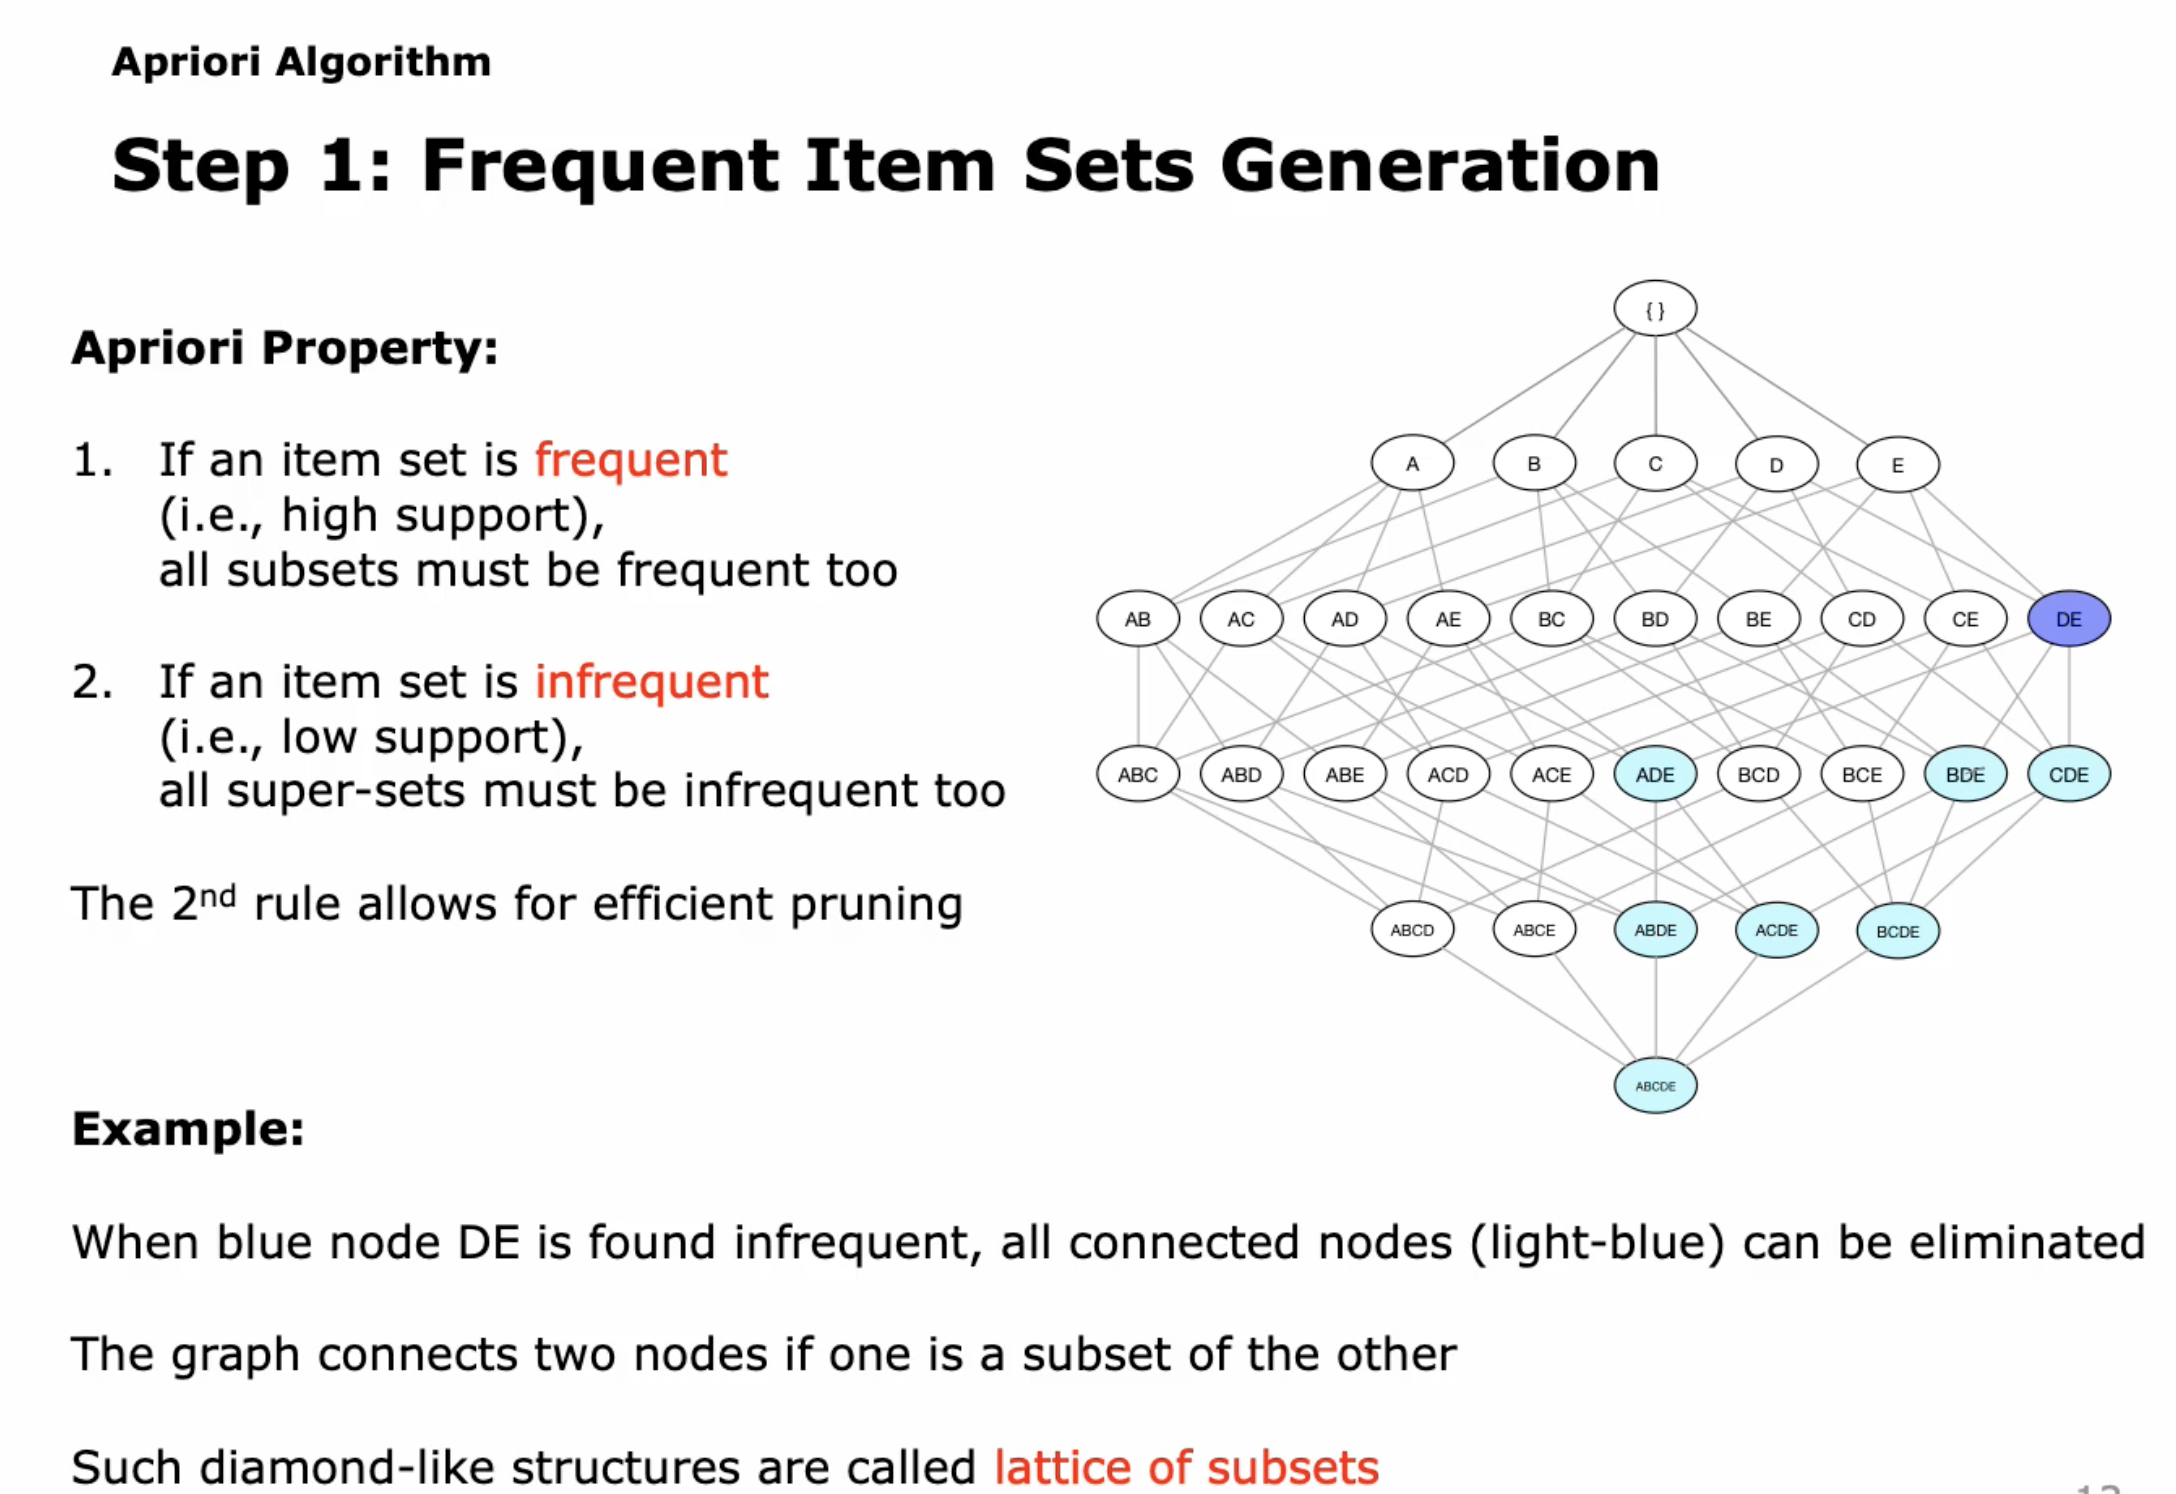 Apriori Algorithm
Step 1: Frequent Item Sets Generation
Apriori Property:
1. If an item set is frequent
(i.e., high support),
all subsets must be frequent too
2. If an item set is infrequent
(i.e., low support),
all super-sets must be infrequent too
The 2nd rule allows for efficient pruning
{ }
A B C D E
AB AC AD AE BC BD BE CD CE DE
ABC ABD ABE ACD ACE ADE BCD BCE BDE CDE
ABCD ABCE ABDE ACDE BCDE
ABCDE
Example:
When blue node DE is found infrequent, all connected nodes (light-blue) can be eliminated
The graph connects two nodes if one is a subset of the other
Such diamond-like structures are called lattice of subsets